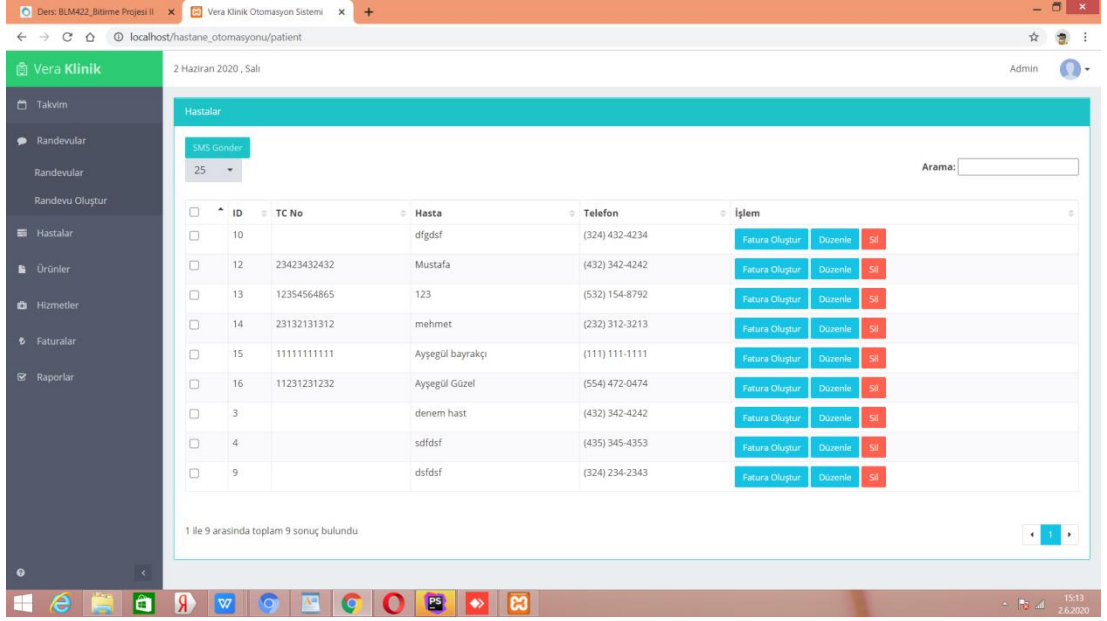 Ders: BLM422_Bitirme Projesi II
Vera Klinik Otomasyon Sistemi
localhost/hastane_otomasyonu/patient
Vera Klinik
2 Haziran 2020 , Salı
Admin
Takvim
Randevular
Randevular
Randevu Oluştur
Hastalar
Ürünler
Hizmetler
Faturalar
Raporlar
Hastalar
SMS Gonder
25
Arama:
ID TC No Hasta Telefon İşlem
10 dfgdsf (324) 432-4234 Fatura Oluştur Düzenle Sil
12 23423432432 Mustafa (432) 342-4242 Fatura Oluştur Düzenle Sil
13 12354564865 123 (532) 154-8792 Fatura Oluştur Düzenle Sil
14 23132131312 mehmet (232) 312-3213 Fatura Oluştur Düzenle Sil
15 11111111111 Ayşegül bayrakçı (111) 111-1111 Fatura Oluştur Düzenle Sil
16 11231231232 Ayşegül Güzel (554) 472-0474 Fatura Oluştur Düzenle Sil
3 denem hast (432) 342-4242 Fatura Oluştur Düzenle Sil
4 sdfdsf (435) 345-4353 Fatura Oluştur Düzenle Sil
9 dsfdsf (324) 234-2343 Fatura Oluştur Düzenle Sil
1 ile 9 arasinda toplam 9 sonuç bulundu
1
15:13
2.6.2020